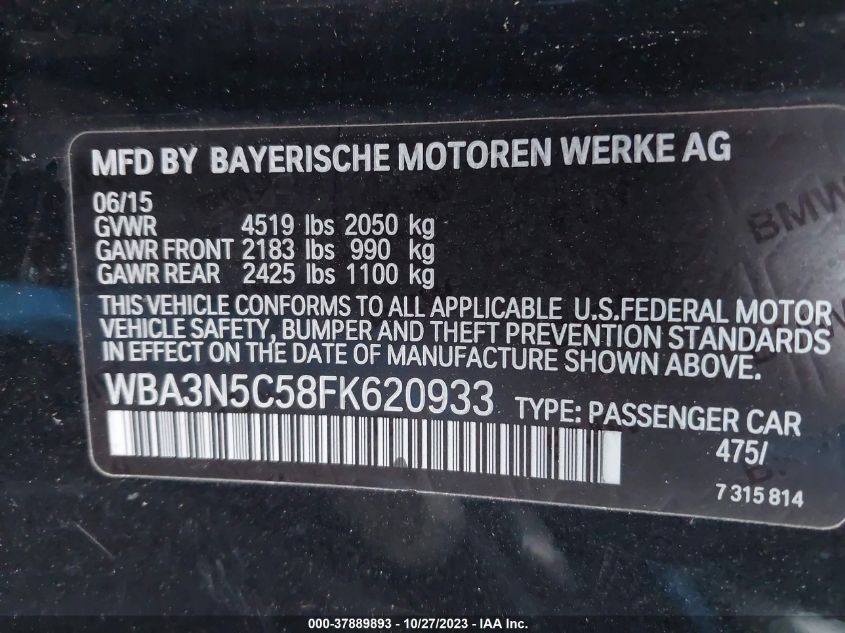 MFD BY BAYERISCHE MOTOREN WERKE AG
06/15
GVWR 4519 lbs 2050 kg
GAWR FRONT 2183 lbs 990 kg
GAWR REAR 2425 lbs 1100 kg
THIS VEHICLE CONFORMS TO ALL APPLICABLE U.S.FEDERAL MOTOR
VEHICLE SAFETY, BUMPER AND THEFT PREVENTION STANDARDS
IN EFFECT ON THE DATE OF MANUFACTURE SHOWN ABOVE.
WBA3N5C58FK620933 TYPE: PASSENGER CAR
475/
7 315 814
BMW
000-37889893 - 10/27/2023 - IAA Inc.